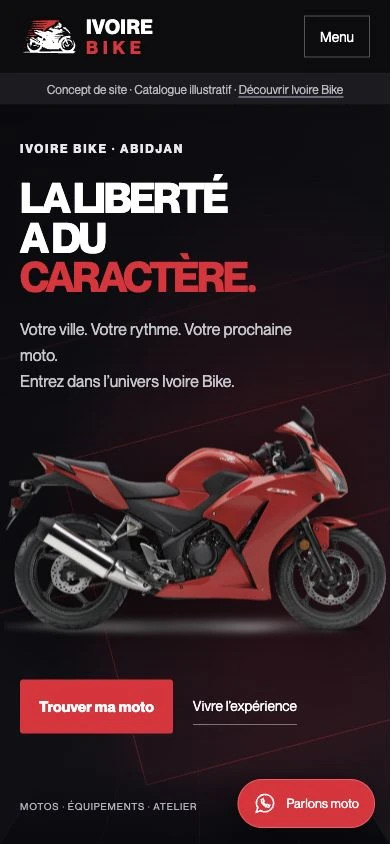 IVOIRE
BIKE
Menu
Concept de site · Catalogue illustratif · Découvrir Ivoire Bike
IVOIRE BIKE · ABIDJAN
LA LIBERTÉ
A DU
CARACTÈRE.
Votre ville. Votre rythme. Votre prochaine
moto.
Entrez dans l'univers Ivoire Bike.
CBR
Trouver ma moto
Vivre l'expérience
MOTOS · ÉQUIPEMENTS · ATELIER
Parlons moto